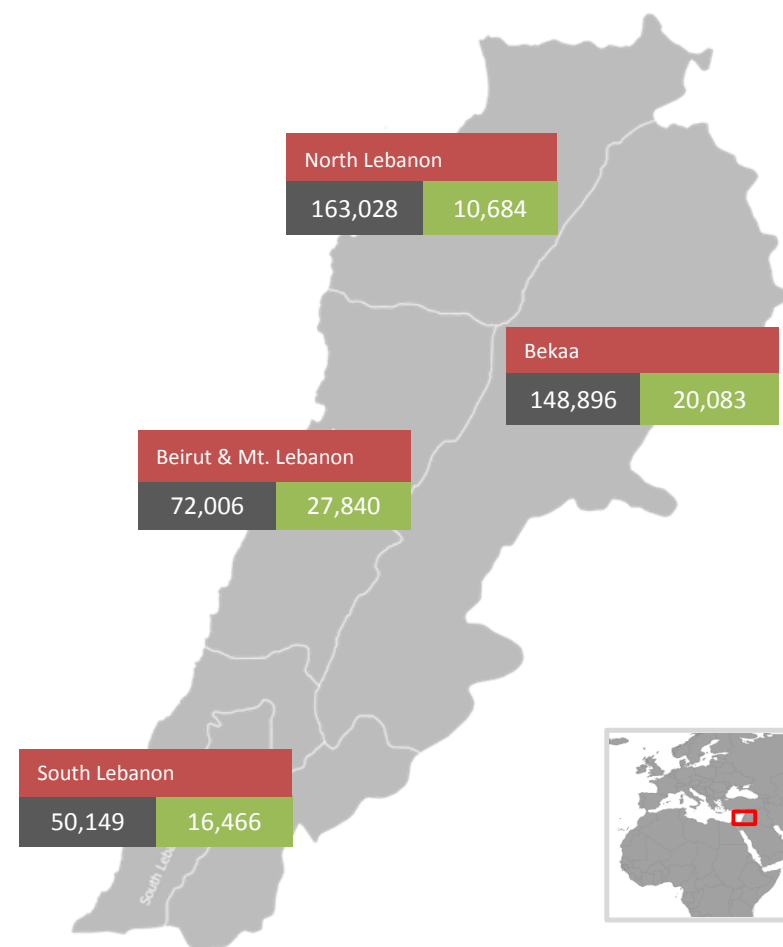 North Lebanon
163,028 10,684
Bekaa
148,896 20,083
Beirut & Mt. Lebanon
72,006 27,840
South Lebanon
50,149 16,466
South